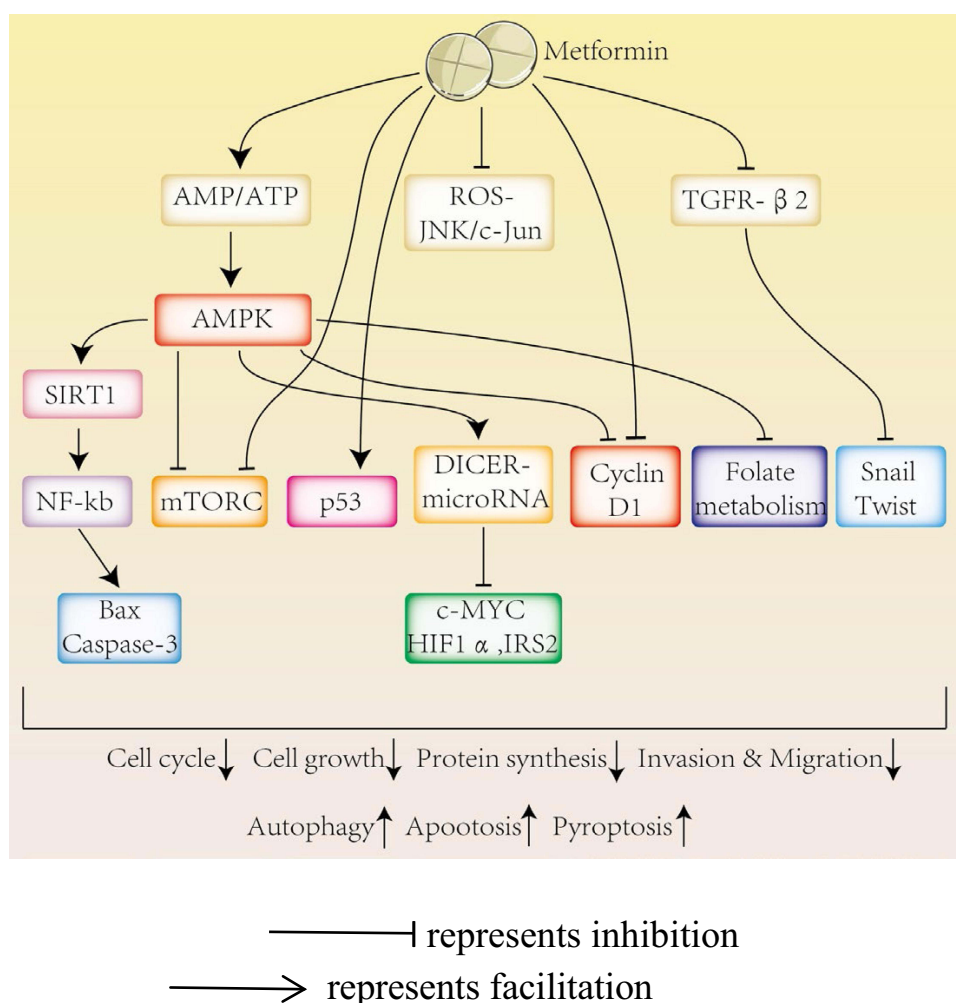 Metformin
AMP/ATP
ROS-
JNK/c-Jun
TGFR- β 2
AMPK
SIRT1
NF-kb
mTORC
p53
DICER-
microRNA
Cyclin
D1
Folate
metabolism
Snail
Twist
Bax
Caspase-3
c-MYC
HIF1 α ,IRS2
Cell cycle↓ Cell growth↓ Protein synthesis↓ Invasion & Migration↓
Autophagy↑ Apootosis↑ Pyroptosis↑
represents inhibition
represents facilitation